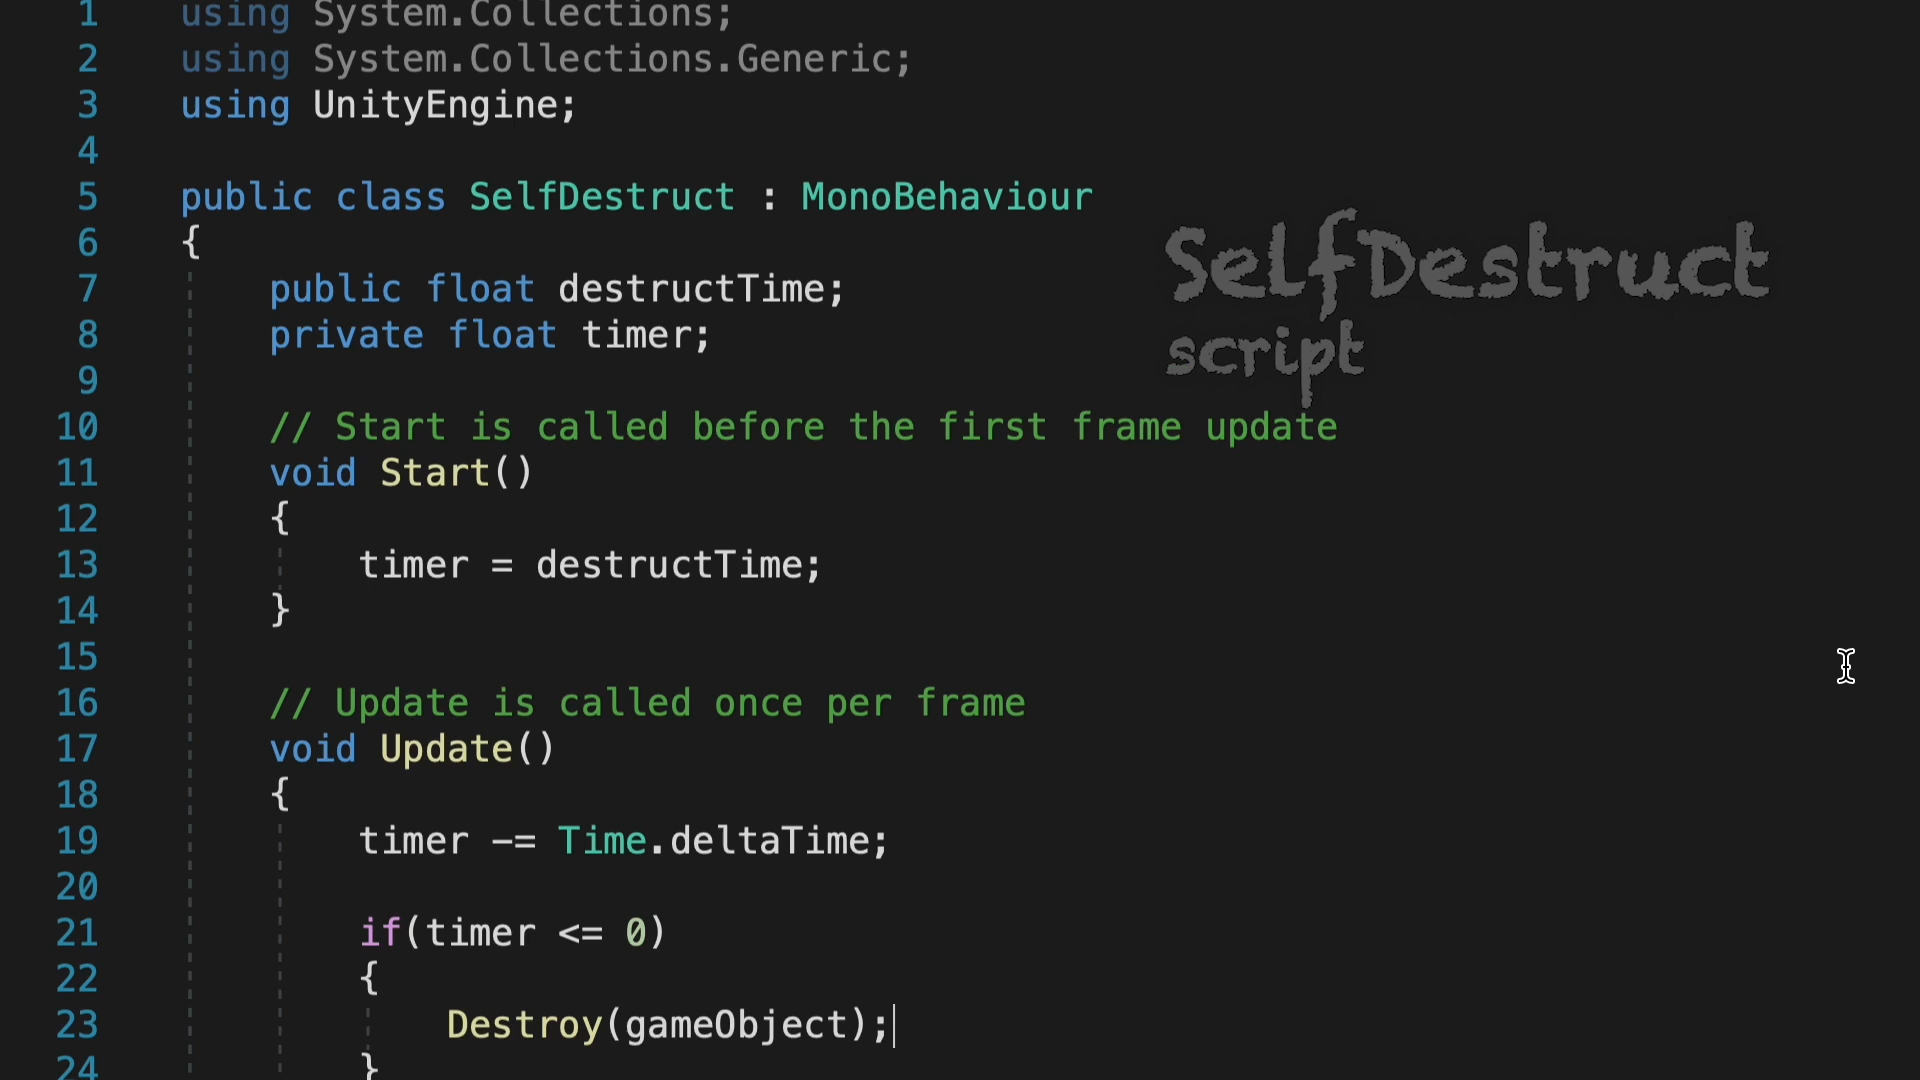 1 using System.Collections;
2 using System.Collections.Generic;
3 using UnityEngine;
4
5 public class SelfDestruct : MonoBehaviour
6 {
SelfDestruct
7 public float destructTime;
8 private float timer;
script
9
10 // Start is called before the first frame update
11 void Start()
12 {
13 timer = destructTime;
14 }
15
16 // Update is called once per frame
17 void Update()
18 {
19 timer -= Time.deltaTime;
20
21 if(timer <= 0)
22 {
23 Destroy(gameObject);
24 }